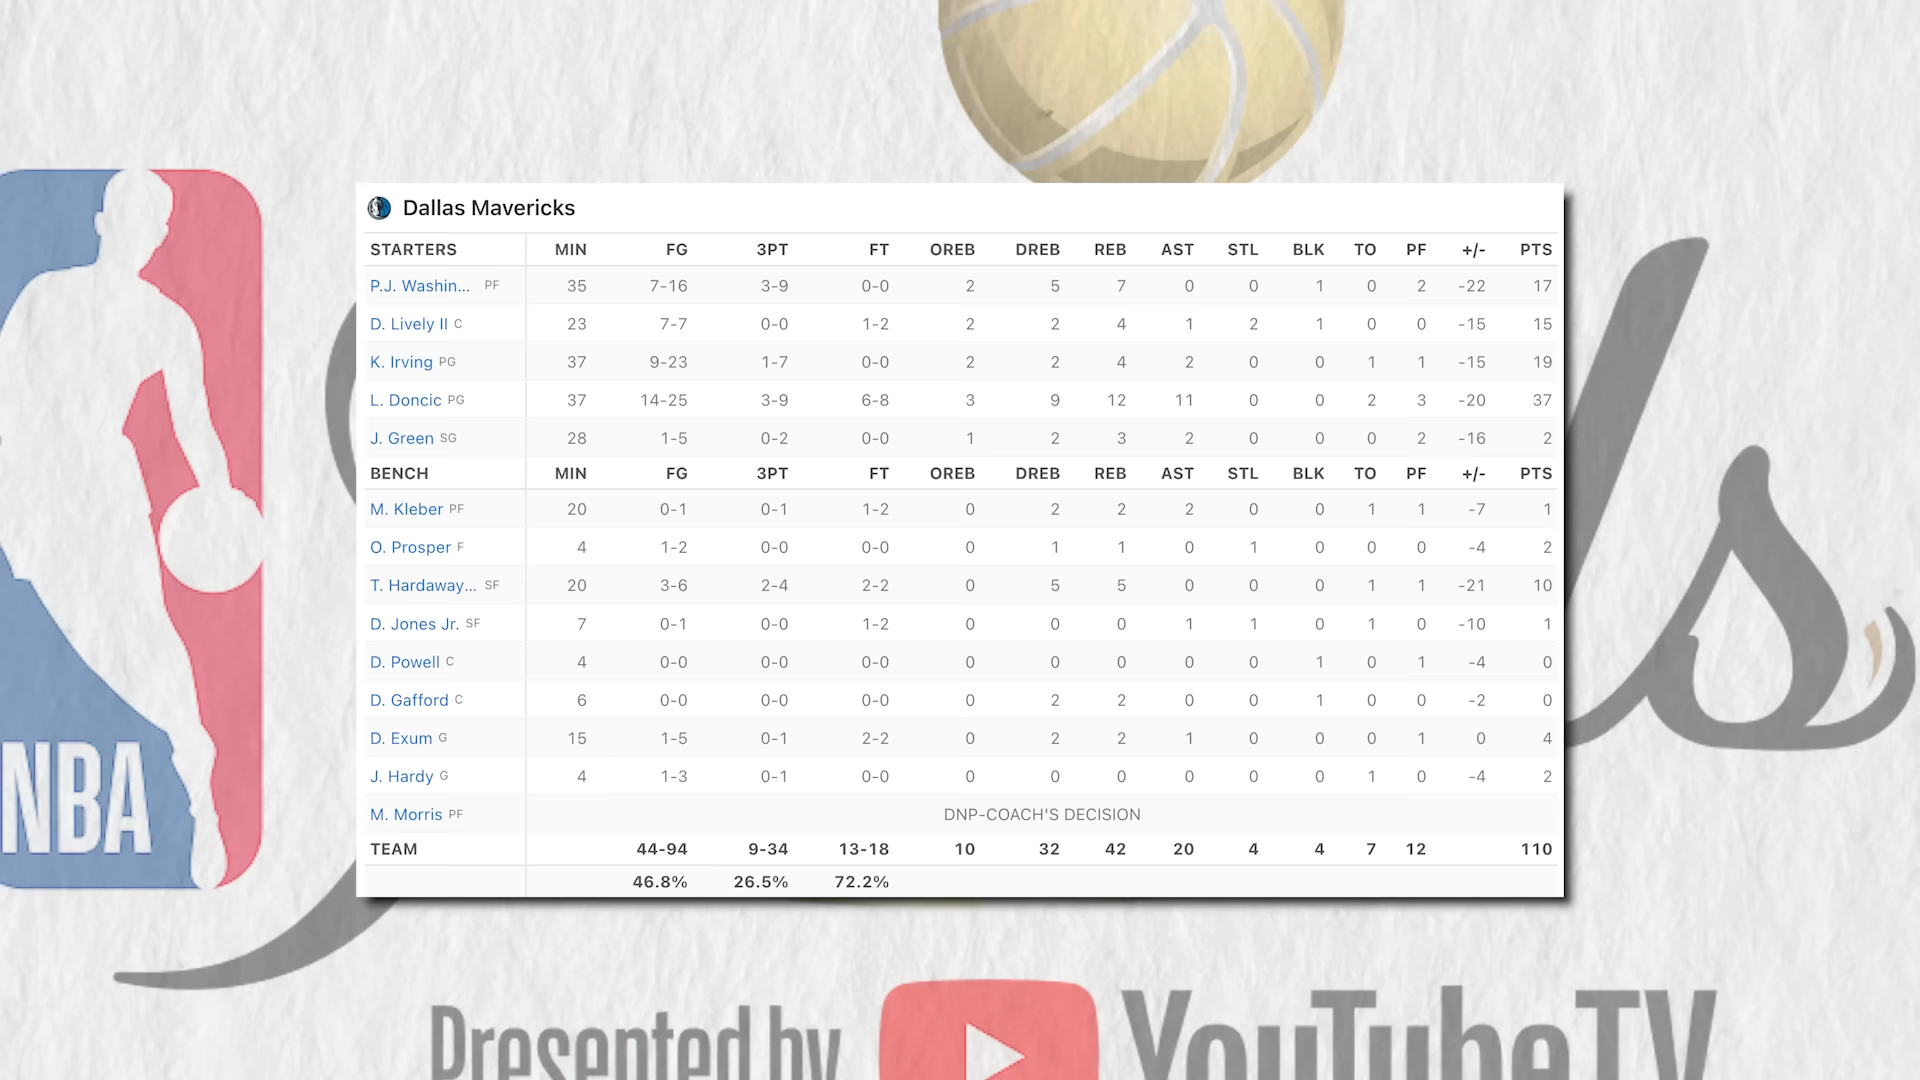 Dallas Mavericks
STARTERS MIN FG 3PT FT OREB DREB REB AST STL BLK TO PF +/- PTS
P.J. Washin... PF 35 7-16 3-9 0-0 2 5 7 0 0 1 0 2 -22 17
D. Lively II C 23 7-7 0-0 1-2 2 2 4 1 2 1 0 0 -15 15
K. Irving PG 37 9-23 1-7 0-0 2 2 4 2 0 0 1 1 -15 19
L. Doncic PG 37 14-25 3-9 6-8 3 9 12 11 0 0 2 3 -20 37
J. Green SG 28 1-5 0-2 0-0 1 2 3 2 0 0 0 2 -16 2
BENCH MIN FG 3PT FT OREB DREB REB AST STL BLK TO PF +/- PTS
M. Kleber PF 20 0-1 0-1 1-2 0 2 2 2 0 0 1 1 -7 1
O. Prosper F 4 1-2 0-0 0-0 0 1 1 0 1 0 0 0 -4 2
T. Hardaway... SF 20 3-6 2-4 2-2 0 5 5 0 0 0 1 1 -21 10
D. Jones Jr. SF 7 0-1 0-0 1-2 0 0 0 1 1 0 1 0 -10 1
D. Powell C 4 0-0 0-0 0-0 0 0 0 0 0 1 0 1 -4 0
D. Gafford C 6 0-0 0-0 0-0 0 2 2 0 0 1 0 0 -2 0
D. Exum G 15 1-5 0-1 2-2 0 2 2 1 0 0 0 1 0 4
J. Hardy G 4 1-3 0-1 0-0 0 0 0 0 0 0 1 0 -4 2
M. Morris PF DNP-COACH'S DECISION
TEAM 44-94 9-34 13-18 10 32 42 20 4 4 7 12 110
46.8% 26.5% 72.2%
NBA
Presented by YouTubeTV